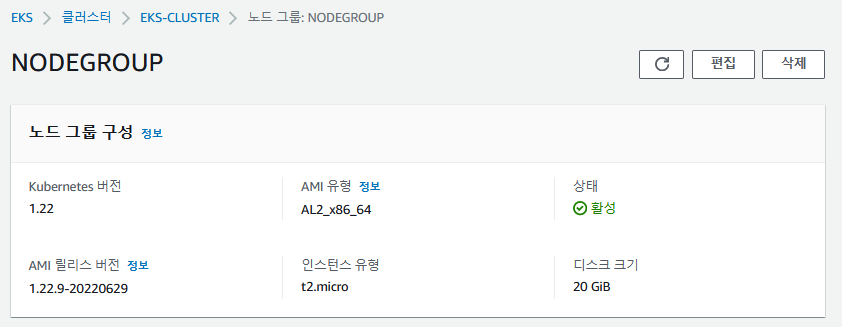 EKS > 클러스터 > EKS-CLUSTER > 노드 그룹: NODEGROUP
NODEGROUP
편집 삭제
노드 그룹 구성 정보
Kubernetes 버전 AMI 유형 정보 상태
1.22 AL2_x86_64 활성
AMI 릴리스 버전 정보 인스턴스 유형 디스크 크기
1.22.9-20220629 t2.micro 20 GiB